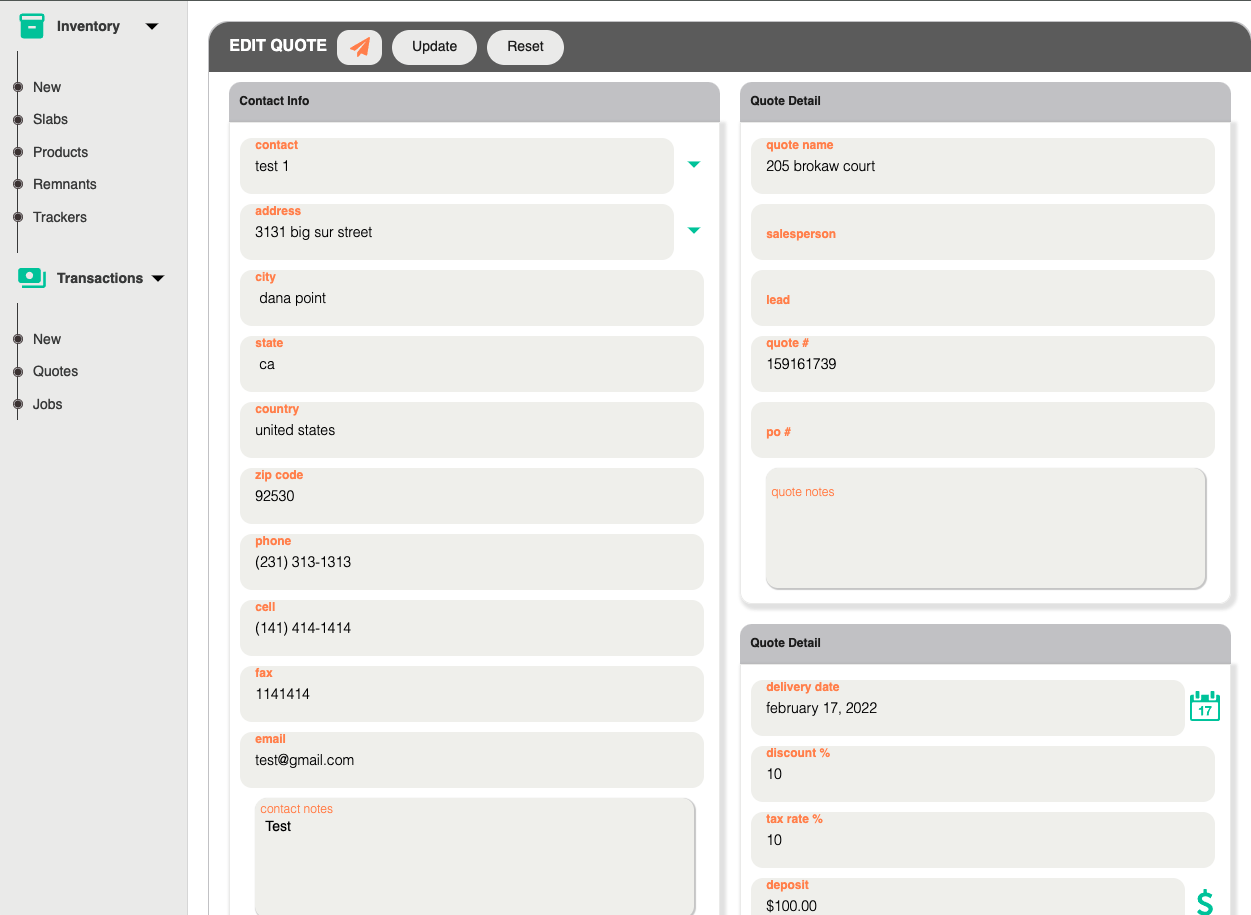 Inventory
New
Slabs
Products
Remnants
Trackers
Transactions
New
Quotes
Jobs
EDIT QUOTE
Update
Reset
Contact Info
contact
test 1
address
3131 big sur street
city
dana point
state
ca
country
united states
zip code
92530
phone
(231) 313-1313
cell
(141) 414-1414
fax
1141414
email
test@gmail.com
contact notes
Test
Quote Detail
quote name
205 brokaw court
salesperson
lead
quote #
159161739
po #
quote notes
Quote Detail
delivery date
february 17, 2022
17
discount %
10
tax rate %
10
deposit
$100.00
$